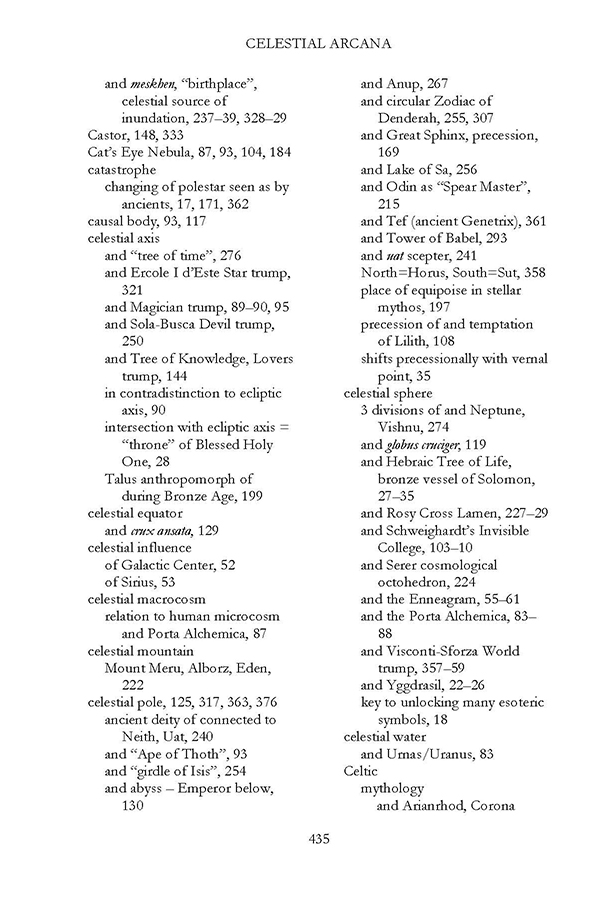 CELESTIAL ARCANA
and meskhen, “birthplace”,
celestial source of
inundation, 237–39, 328–29
Castor, 148, 333
Cat’s Eye Nebula, 87, 93, 104, 184
catastrophe
changing of polestar seen as by
ancients, 17, 171, 362
causal body, 93, 117
celestial axis
and “tree of time”, 276
and Ercole I d’Este Star trump,
321
and Magician trump, 89–90, 95
and Sola-Busca Devil trump,
250
and Tree of Knowledge, Lovers
trump, 144
in contradistinction to ecliptic
axis, 90
intersection with ecliptic axis =
“throne” of Blessed Holy
One, 28
Talus anthropomorph of
during Bronze Age, 199
celestial equator
and crux ansata, 129
celestial influence
of Galactic Center, 52
of Sirius, 53
celestial macrocosm
relation to human microcosm
and Porta Alchemica, 87
celestial mountain
Mount Meru, Alborz, Eden,
222
celestial pole, 125, 317, 363, 376
ancient deity of connected to
Neith, Uat, 240
and “Ape of Thoth”, 93
and “girdle of Isis”, 254
and abyss – Emperor below,
130
and Anup, 267
and circular Zodiac of
Denderah, 255, 307
and Great Sphinx, precession,
169
and Lake of Sa, 256
and Odin as “Spear Master”,
215
and Tef (ancient Genetrix), 361
and Tower of Babel, 293
and uat scepter, 241
North=Horus, South=Sut, 358
place of equipoise in stellar
mythos, 197
precession of and temptation
of Lilith, 108
shifts precessionally with vernal
point, 35
celestial sphere
3 divisions of and Neptune,
Vishnu, 274
and globus cruciger, 119
and Hebraic Tree of Life,
bronze vessel of Solomon,
27–35
and Rosy Cross Lamen, 227–29
and Schweighardt’s Invisible
College, 103–10
and Serer cosmological
octohedron, 224
and the Enneagram, 55–61
and the Porta Alchemica, 83–
88
and Visconti-Sforza World
trump, 357–59
and Yggdrasil, 22–26
key to unlocking many esoteric
symbols, 18
celestial water
and Urnas/Uranus, 83
Celtic
mythology
and Arianrhod, Corona
435